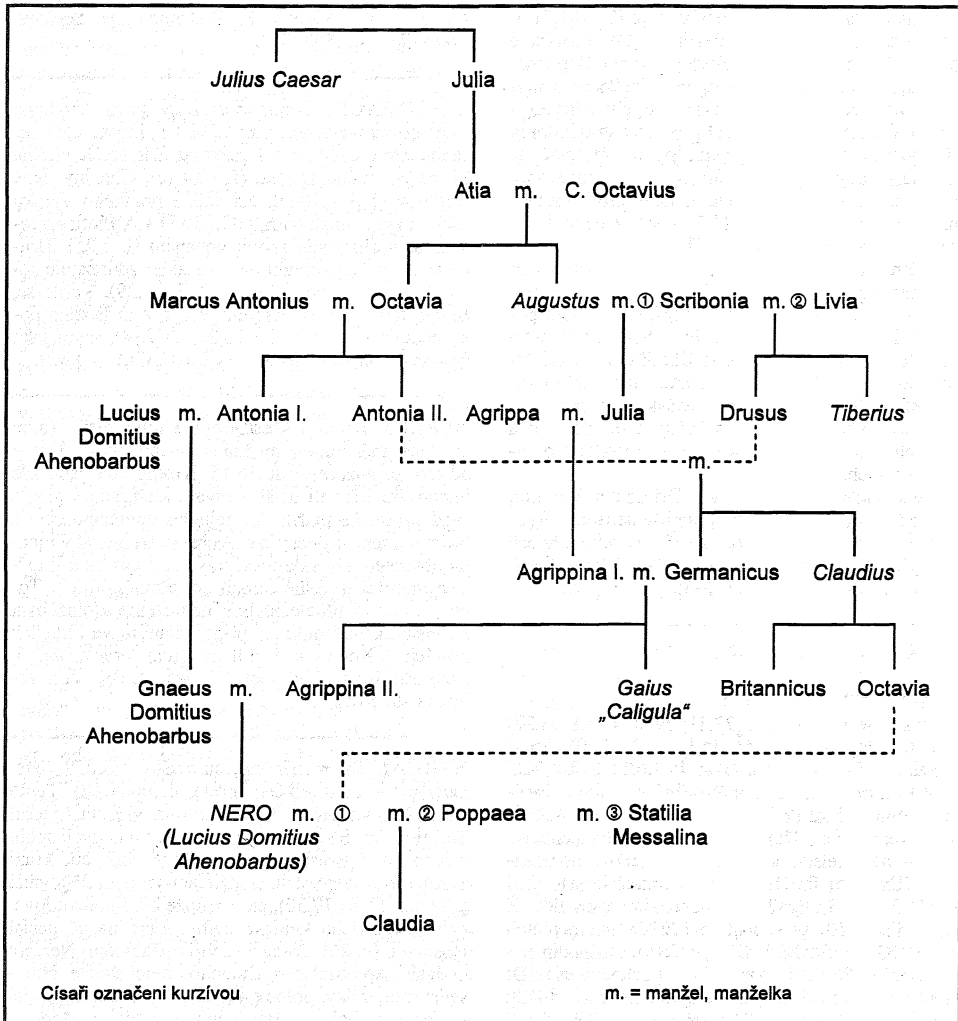 Julius Caesar Julia
Atia m. C. Octavius
Marcus Antonius m. Octavia Augustus m. ① Scribonia m. ② Livia
Lucius m. Antonia I. Antonia II. Agrippa m. Julia Drusus Tiberius
Domitius
Ahenobarbus
m.
Agrippina I. m. Germanicus Claudius
Gnaeus m. Agrippina II. Gaius Britannicus Octavia
Domitius „Caligula“
Ahenobarbus
NERO m. ① m. ② Poppaea m. ③ Statilia
(Lucius Domitius Messalina
Ahenobarbus)
Claudia
Císaři označeni kurzívou m. = manžel, manželka